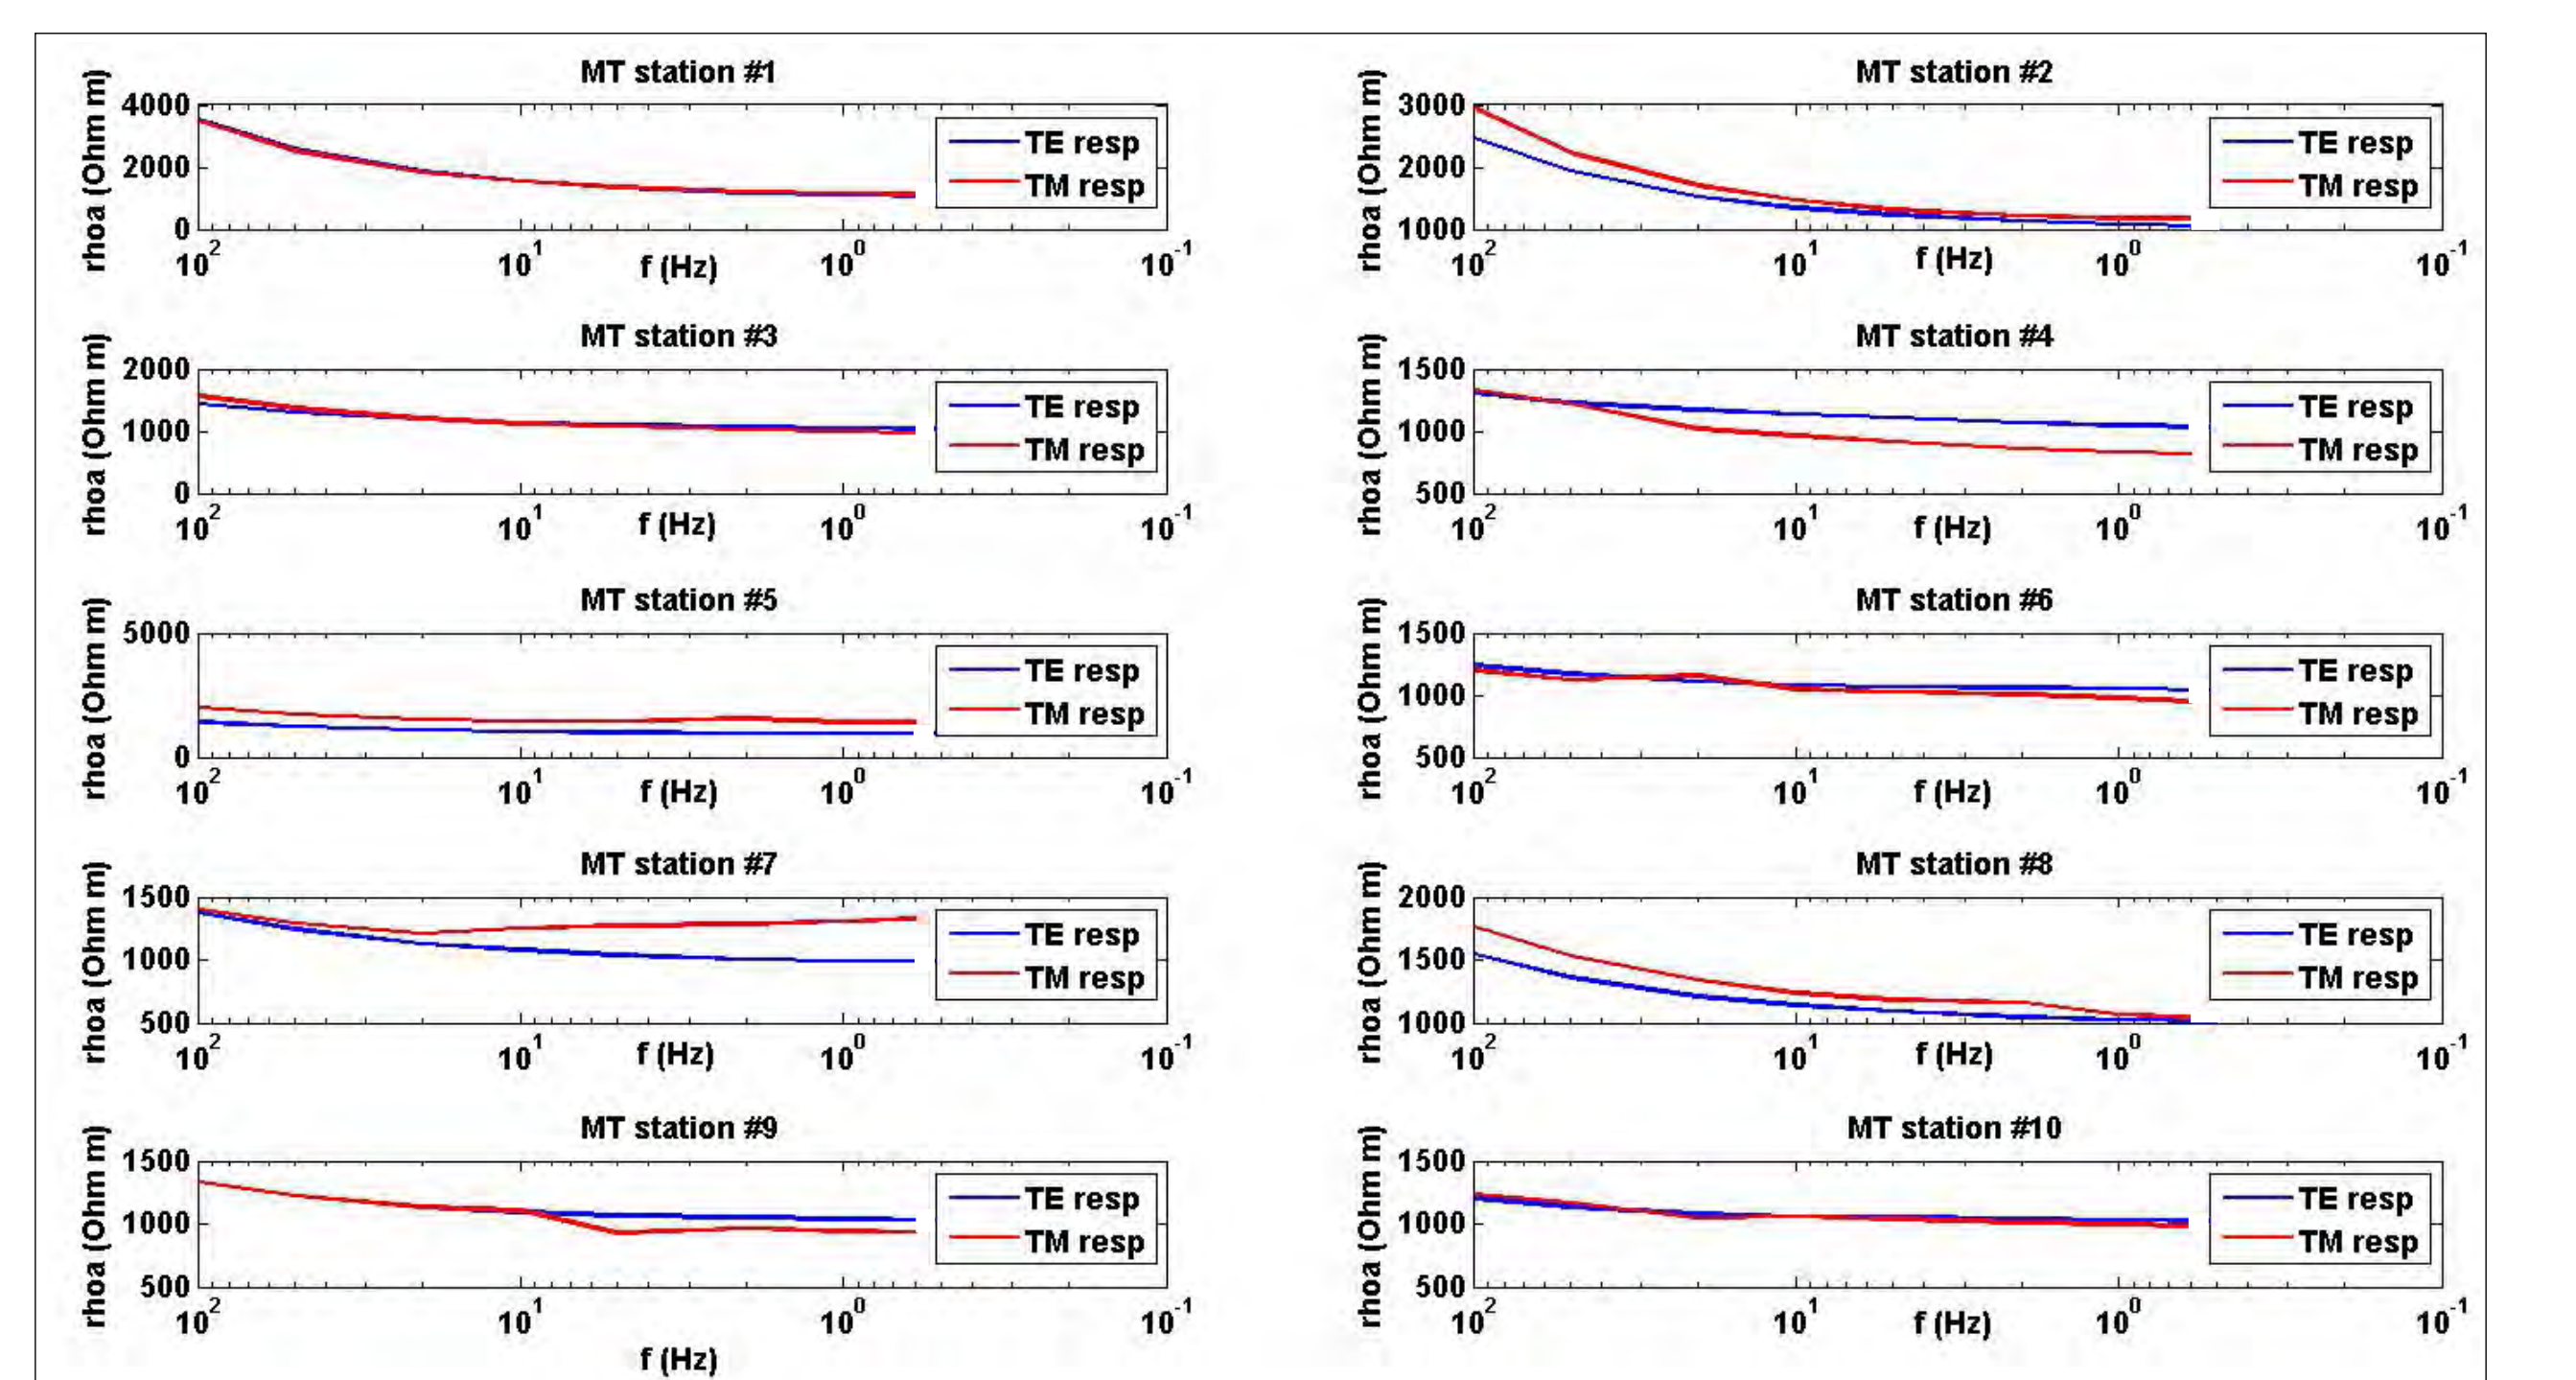 MT station #1
rhoa (Ohm m)
4000
2000
0
TE resp
TM resp
10^2 10^1 10^0 10^-1
f (Hz)
MT station #2
rhoa (Ohm m)
3000
2000
1000
TE resp
TM resp
10^2 10^1 10^0 10^-1
f (Hz)
MT station #3
rhoa (Ohm m)
2000
1000
0
TE resp
TM resp
10^2 10^1 10^0 10^-1
f (Hz)
MT station #4
rhoa (Ohm m)
1500
1000
500
TE resp
TM resp
10^2 10^1 10^0 10^-1
f (Hz)
MT station #5
rhoa (Ohm m)
5000
0
TE resp
TM resp
10^2 10^1 10^0 10^-1
f (Hz)
MT station #6
rhoa (Ohm m)
1500
1000
500
TE resp
TM resp
10^2 10^1 10^0 10^-1
f (Hz)
MT station #7
rhoa (Ohm m)
1500
1000
500
TE resp
TM resp
10^2 10^1 10^0 10^-1
f (Hz)
MT station #8
rhoa (Ohm m)
2000
1500
1000
TE resp
TM resp
10^2 10^1 10^0 10^-1
f (Hz)
MT station #9
rhoa (Ohm m)
1500
1000
500
TE resp
TM resp
10^2 10^1 10^0 10^-1
f (Hz)
MT station #10
rhoa (Ohm m)
1500
1000
500
TE resp
TM resp
10^2 10^1 10^0 10^-1
f (Hz)